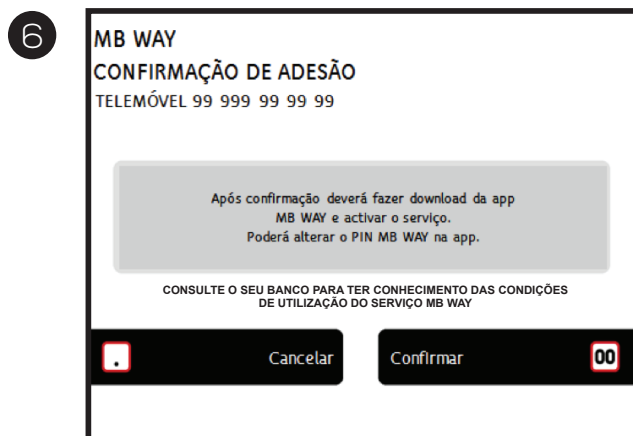 6
MB WAY
CONFIRMAÇÃO DE ADESÃO
TELEMÓVEL 99 999 99 99 99
Após confirmação deverá fazer download da app
MB WAY e activar o serviço.
Poderá alterar o PIN MB WAY na app.
CONSULTE O SEU BANCO PARA TER CONHECIMENTO DAS CONDIÇÕES
DE UTILIZAÇÃO DO SERVIÇO MB WAY
. Cancelar
Confirmar 00